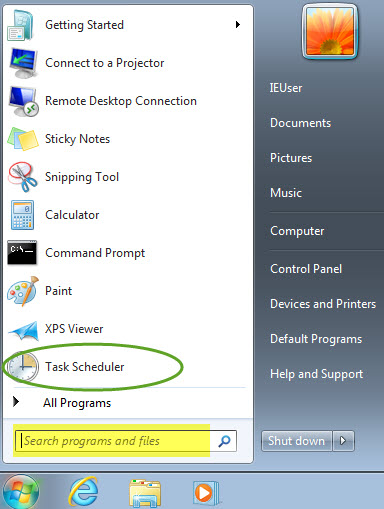 Getting Started
Connect to a Projector
Remote Desktop Connection
Sticky Notes
Snipping Tool
Calculator
C:\
Command Prompt
Paint
XPS Viewer
Task Scheduler
All Programs
Search programs and files
IEUser
Documents
Pictures
Music
Computer
Control Panel
Devices and Printers
Default Programs
Help and Support
Shut down